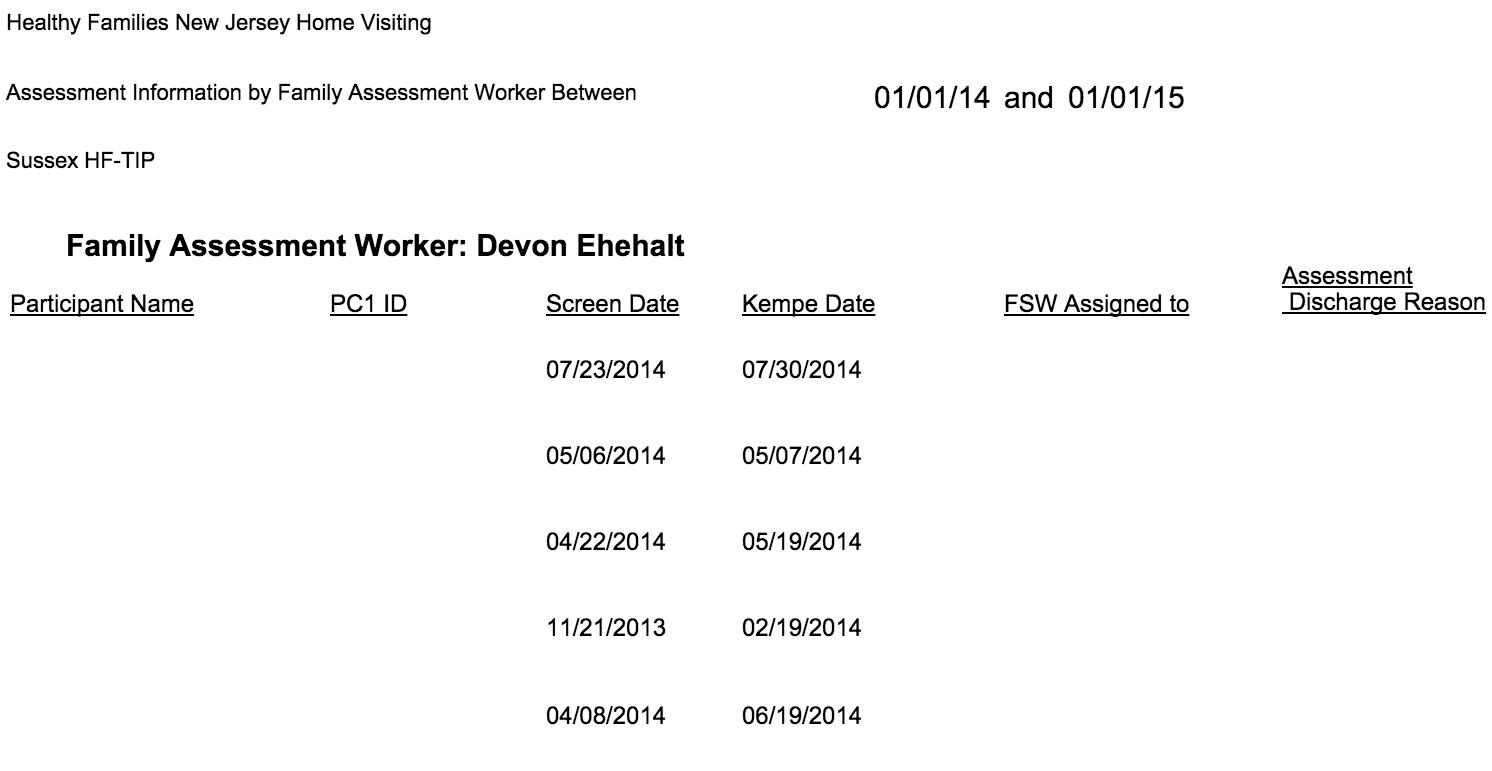 Healthy Families New Jersey Home Visiting
Assessment Information by Family Assessment Worker Between 01/01/14 and 01/01/15
Sussex HF-TIP
Family Assessment Worker: Devon Ehehalt
Participant Name PC1 ID Screen Date Kempe Date FSW Assigned to Assessment
Discharge Reason
07/23/2014 07/30/2014
05/06/2014 05/07/2014
04/22/2014 05/19/2014
11/21/2013 02/19/2014
04/08/2014 06/19/2014